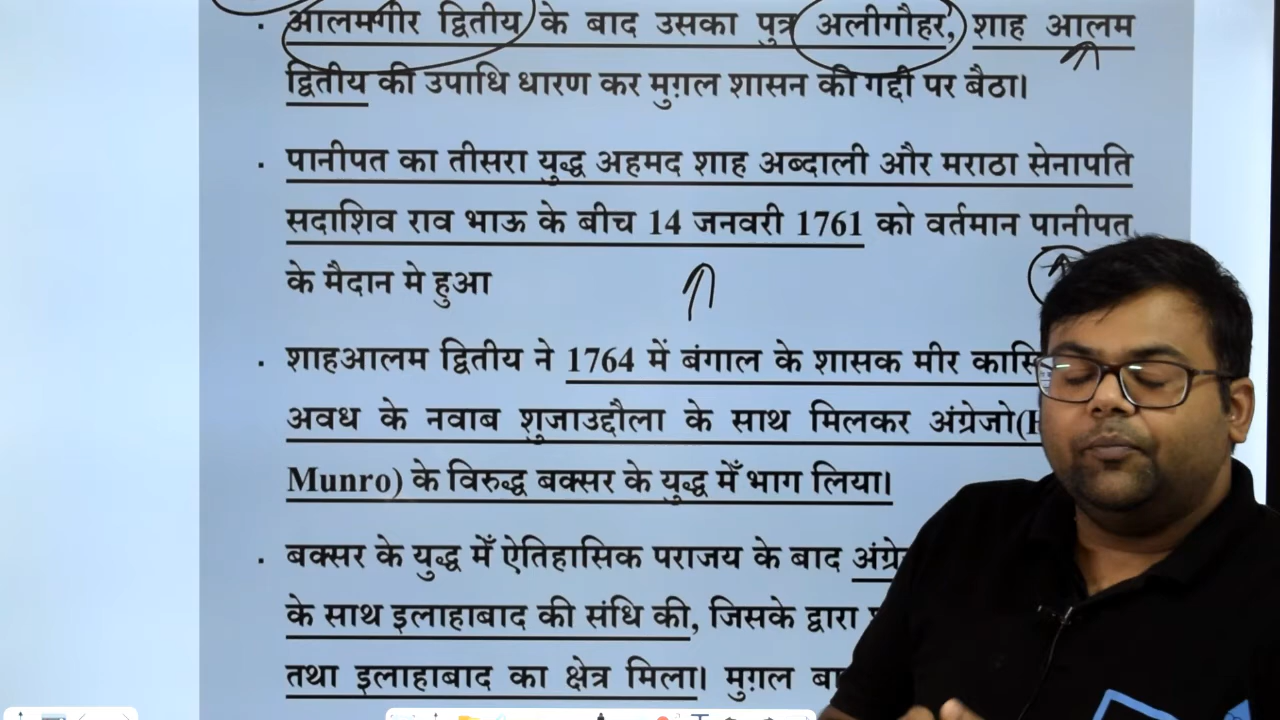 . आलमगीर द्वितीय के बाद उसका पुत्र अलीगौहर, शाह आलम
द्वितीय की उपाधि धारण कर मुग़ल शासन की गद्दी पर बैठा।
. पानीपत का तीसरा युद्ध अहमद शाह अब्दाली और मराठा सेनापति
सदाशिव राव भाऊ के बीच 14 जनवरी 1761 को वर्तमान पानीपत
के मैदान मे हुआ
. शाहआलम द्वितीय ने 1764 में बंगाल के शासक मीर
अवध के नवाब शुजाउद्दौला के साथ मिलकर अंग्रेजो(
Munro) के विरुद्ध बक्सर के युद्ध मेँ भाग लिया।
. बक्सर के युद्ध मेँ ऐतिहासिक पराजय के बाद
के साथ इलाहाबाद की संधि की, जिसके द्वारा
तथा इलाहाबाद का क्षेत्र मिला। मुग़ल